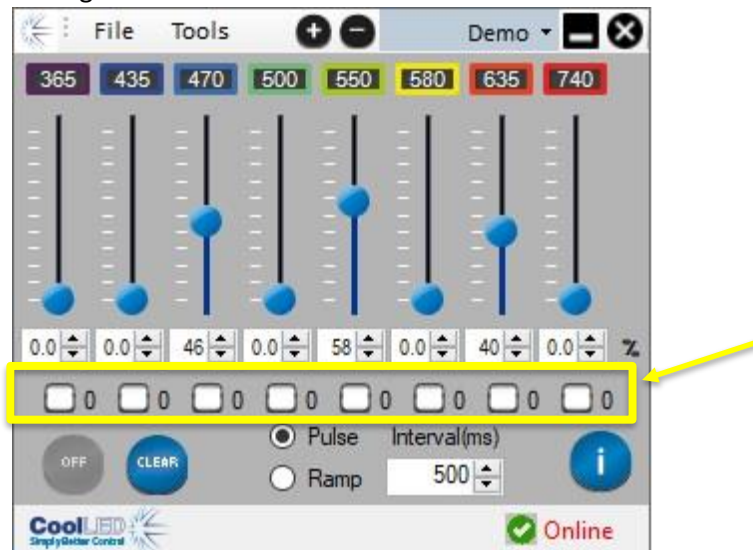 File Tools Demo
365 435 470 500 550 580 635 740
0.0 0.0 46 0.0 58 0.0 40 0.0 %
0 0 0 0 0 0 0 0
Pulse Interval(ms)
OFF CLEAR i
Ramp 500
CoolLED
Simply Better Control
Online